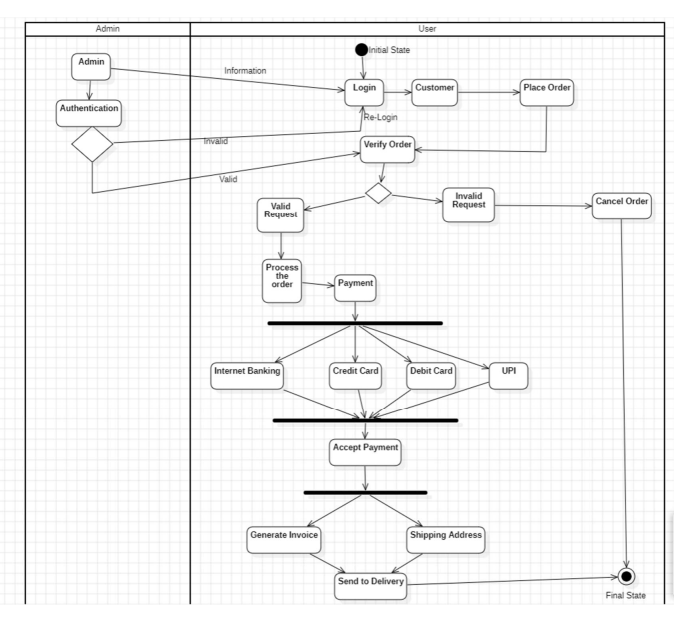 Admin
User
Initial State
Admin
Information
Login
Customer
Place Order
Authentication
Re-Login
Invalid
Verify Order
Valid
Valid
Request
Invalid
Request
Cancel Order
Process
the
order
Payment
Internet Banking
Credit Card
Debit Card
UPI
Accept Payment
Generate Invoice
Shipping Address
Send to Delivery
Final State